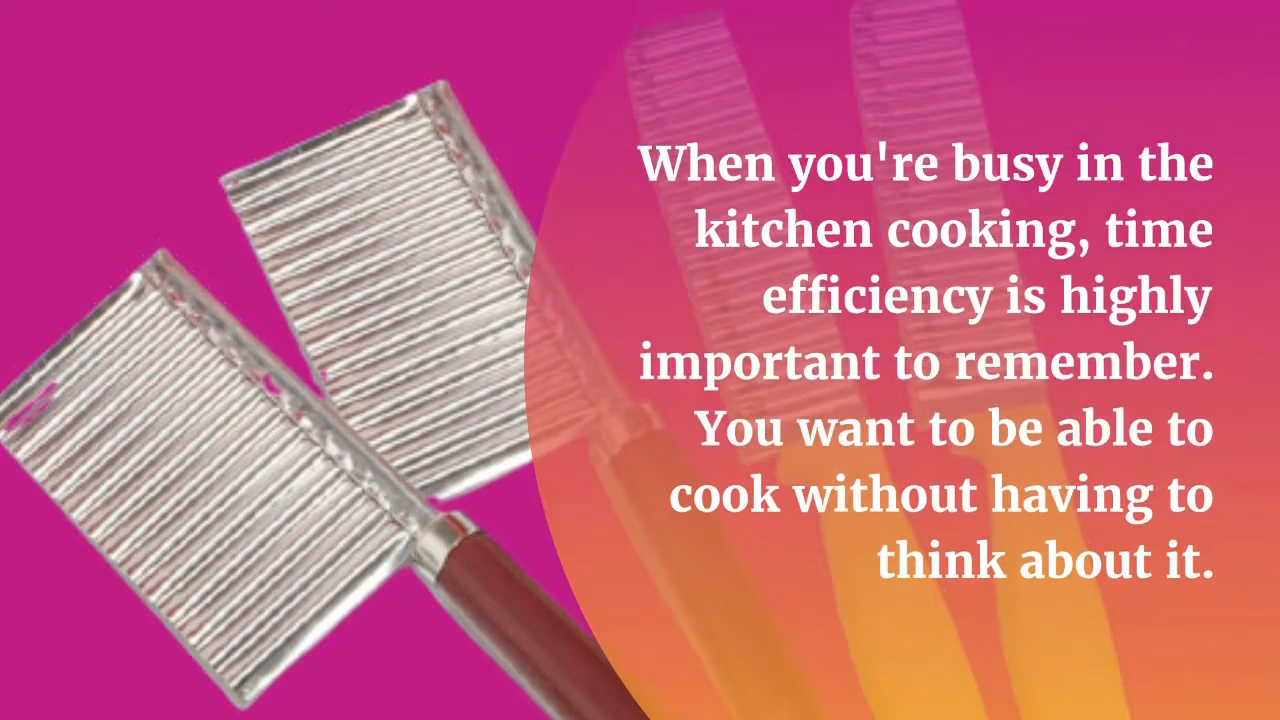 When you're busy in the
kitchen cooking, time
efficiency is highly
important to remember.
You want to be able to
cook without having to
think about it.